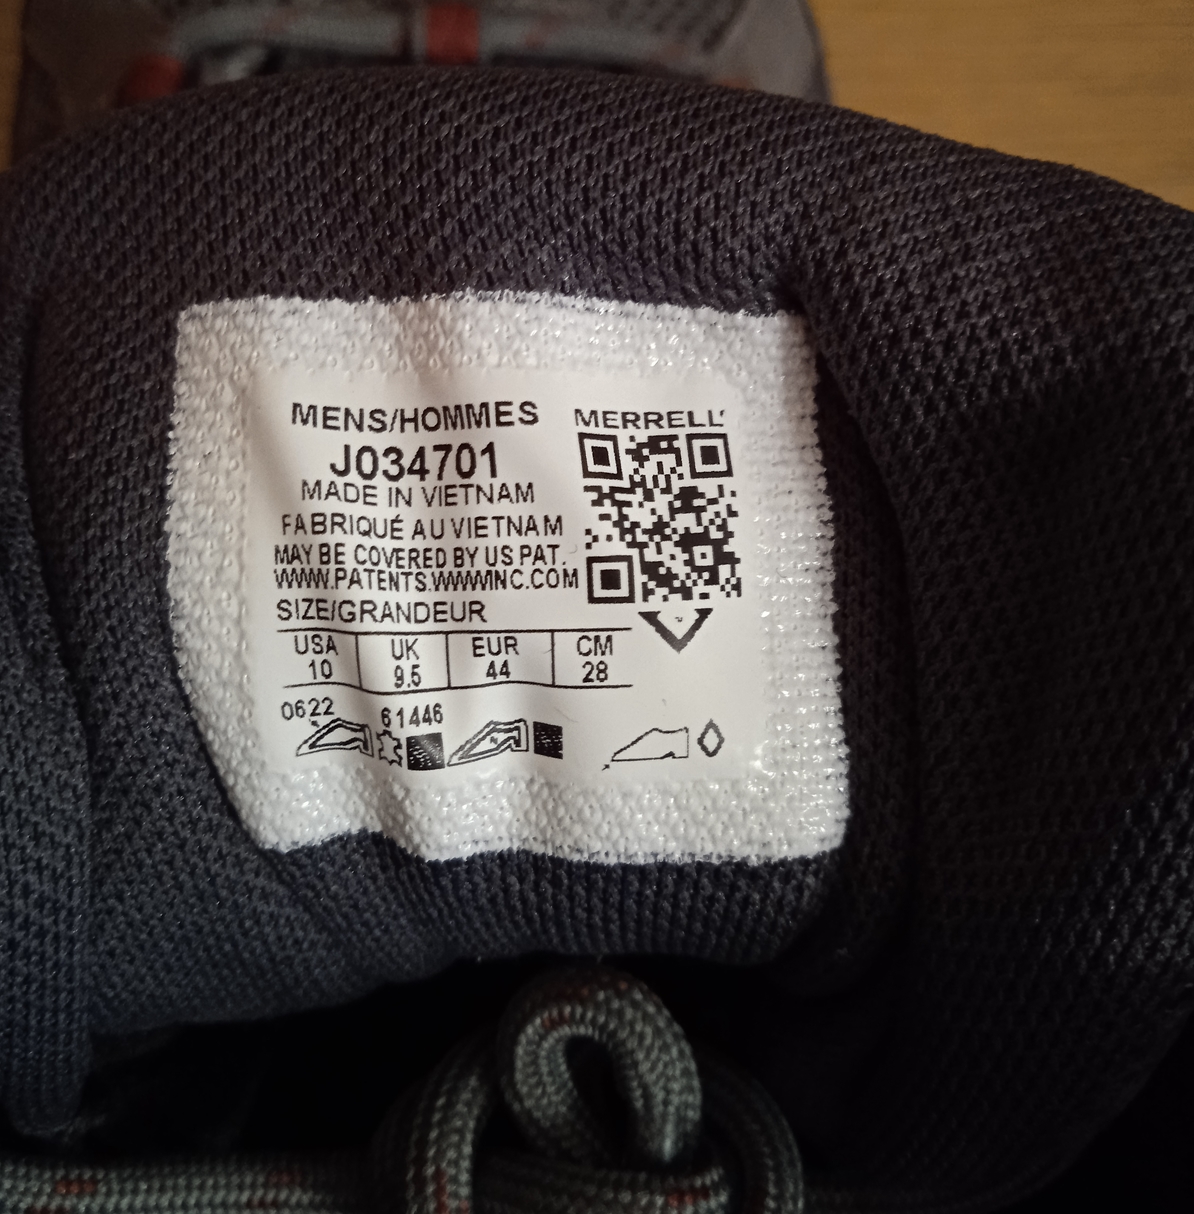 MENS/HOMMES
J034701
MADE IN VIETNAM
FABRIQUÉ AU VIETNAM
MAY BE COVERED BY US PAT.
WWW.PATENTS.WWWINC.COM
SIZE/GRANDEUR
USA UK EUR CM
10 9.5 44 28
0622 61446
MERRELL